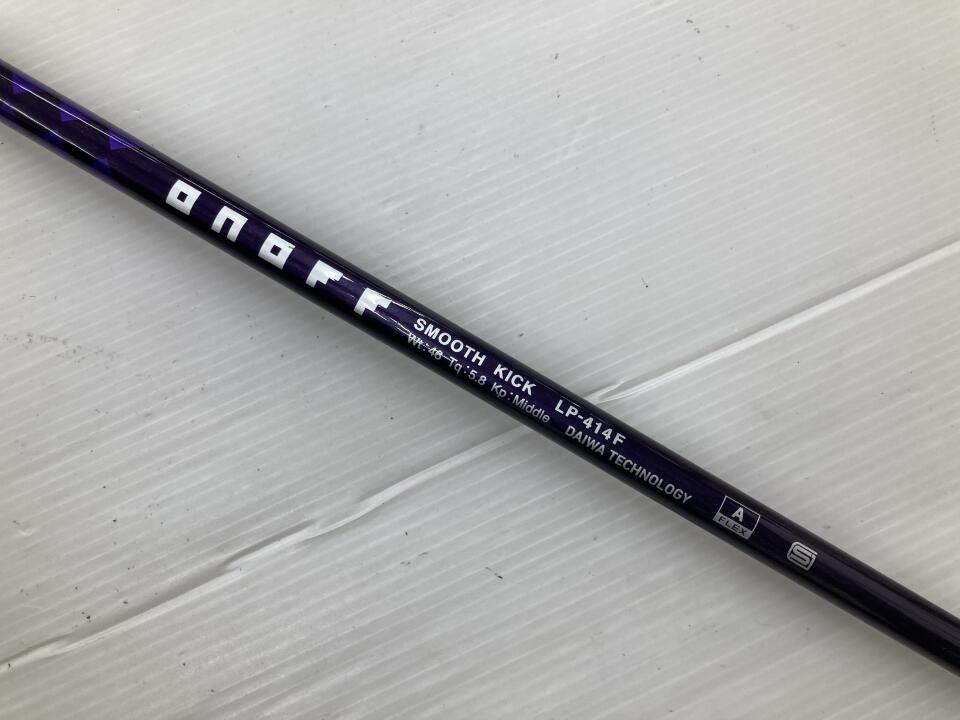 onoff
SMOOTH KICK LP-414F
Wt:46 Tq:5.8 Kp:Middle DAIWA TECHNOLOGY
A
FLEX
S